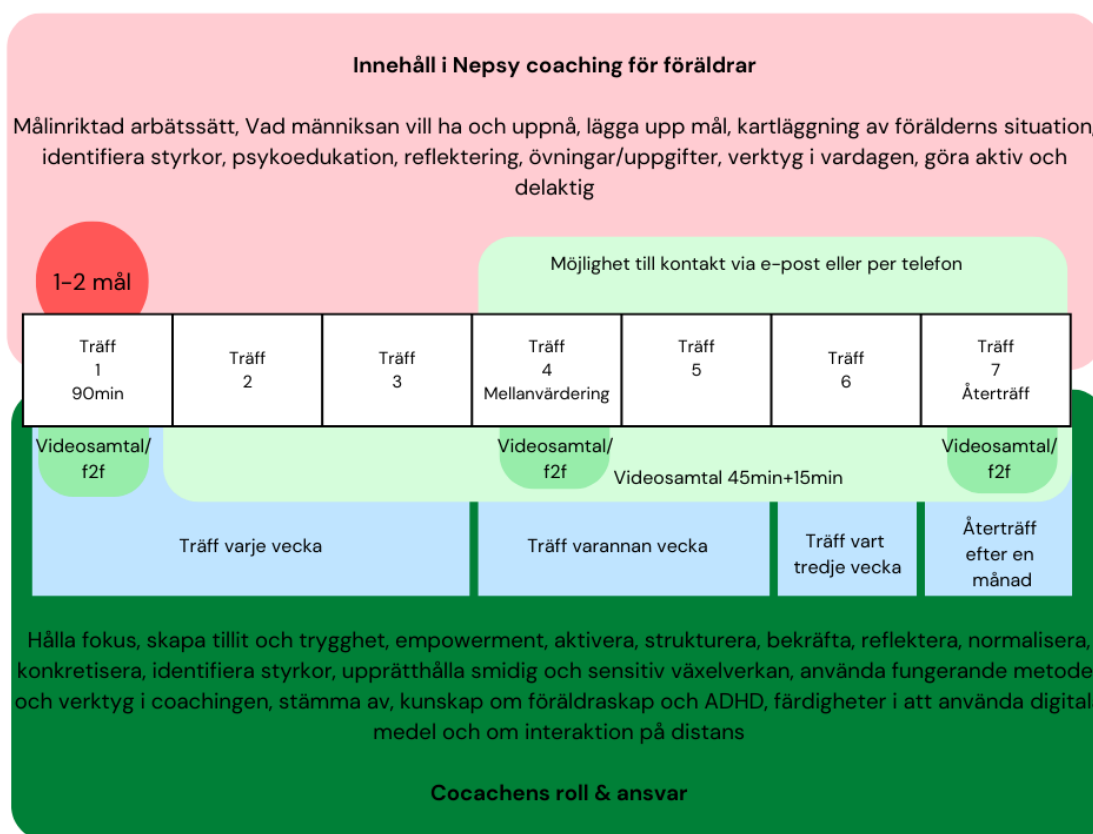 Innehåll i Nepsy coaching för föräldrar
Målinriktad arbätssätt, Vad männiksan vill ha och uppnå, lägga upp mål, kartläggning av förälderns situation,
identifiera styrkor, psykoedukation, reflektering, övningar/uppgifter, verktyg i vardagen, göra aktiv och
delaktig
1-2 mål
Möjlighet till kontakt via e-post eller per telefon
Träff
1
90min
Träff
2
Träff
3
Träff
4
Mellanvärdering
Träff
5
Träff
6
Träff
7
Återträff
Videosamtal/
f2f
Videosamtal/
f2f
Videosamtal 45min+15min
Videosamtal/
f2f
Träff varje vecka
Träff varannan vecka
Träff vart
tredje vecka
Återträff
efter en
månad
Hålla fokus, skapa tillit och trygghet, empowerment, aktivera, strukturera, bekräfta, reflektera, normalisera,
konkretisera, identifiera styrkor, upprätthålla smidig och sensitiv växelverkan, använda fungerande metode
och verktyg i coachingen, stämma av, kunskap om föräldraskap och ADHD, färdigheter i att använda digital
medel och om interaktion på distans
Cocachens roll & ansvar